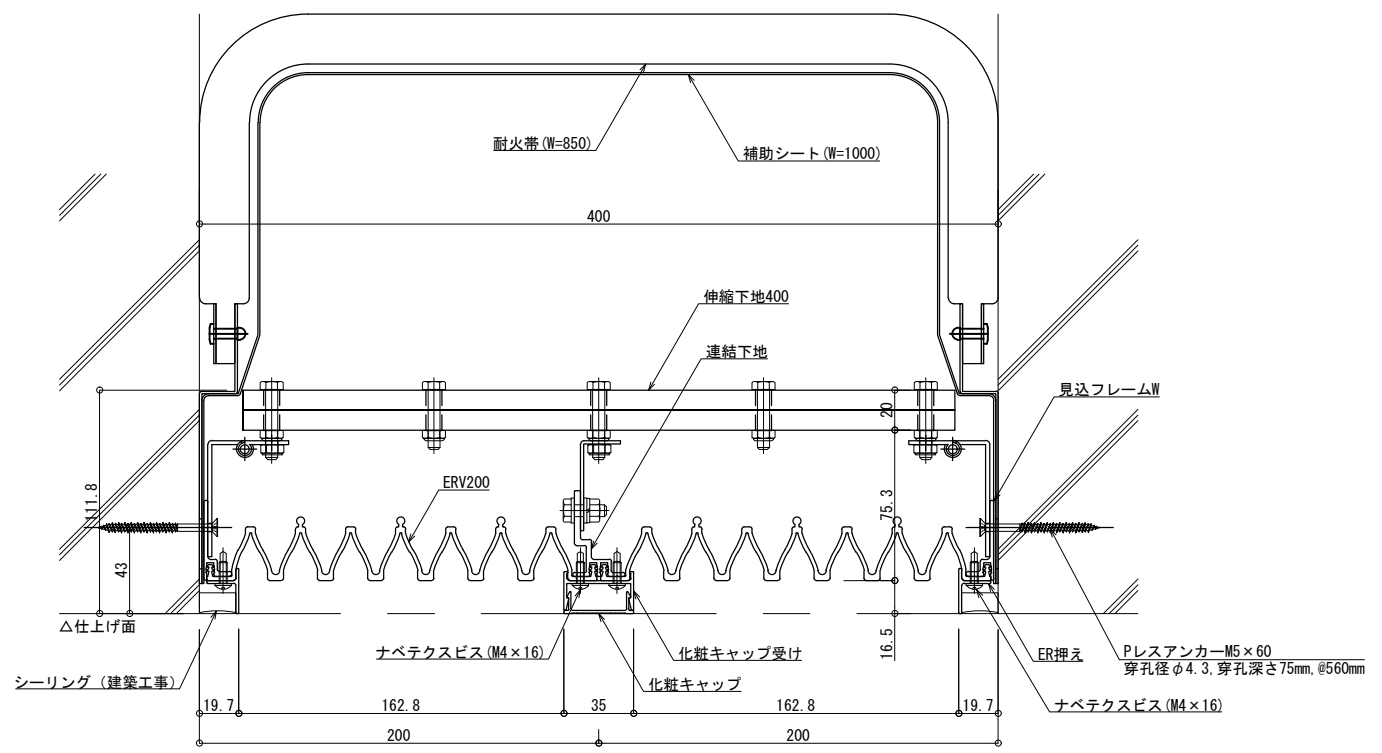 耐火帯(W=850)
補助シート(W=1000)
400
伸縮下地400
連結下地
見込フレームW
20
111.8
ERV200
75.3
43
△仕上げ面
16.5
ナベテクスビス(M4×16)
化粧キャップ受け
ER押え
PレスアンカーM5×60
穿孔径φ4.3,穿孔深さ75mm,@560mm
シーリング (建築工事)
化粧キャップ
ナベテクスビス(M4×16)
19.7
162.8
35
162.8
19.7
200
200